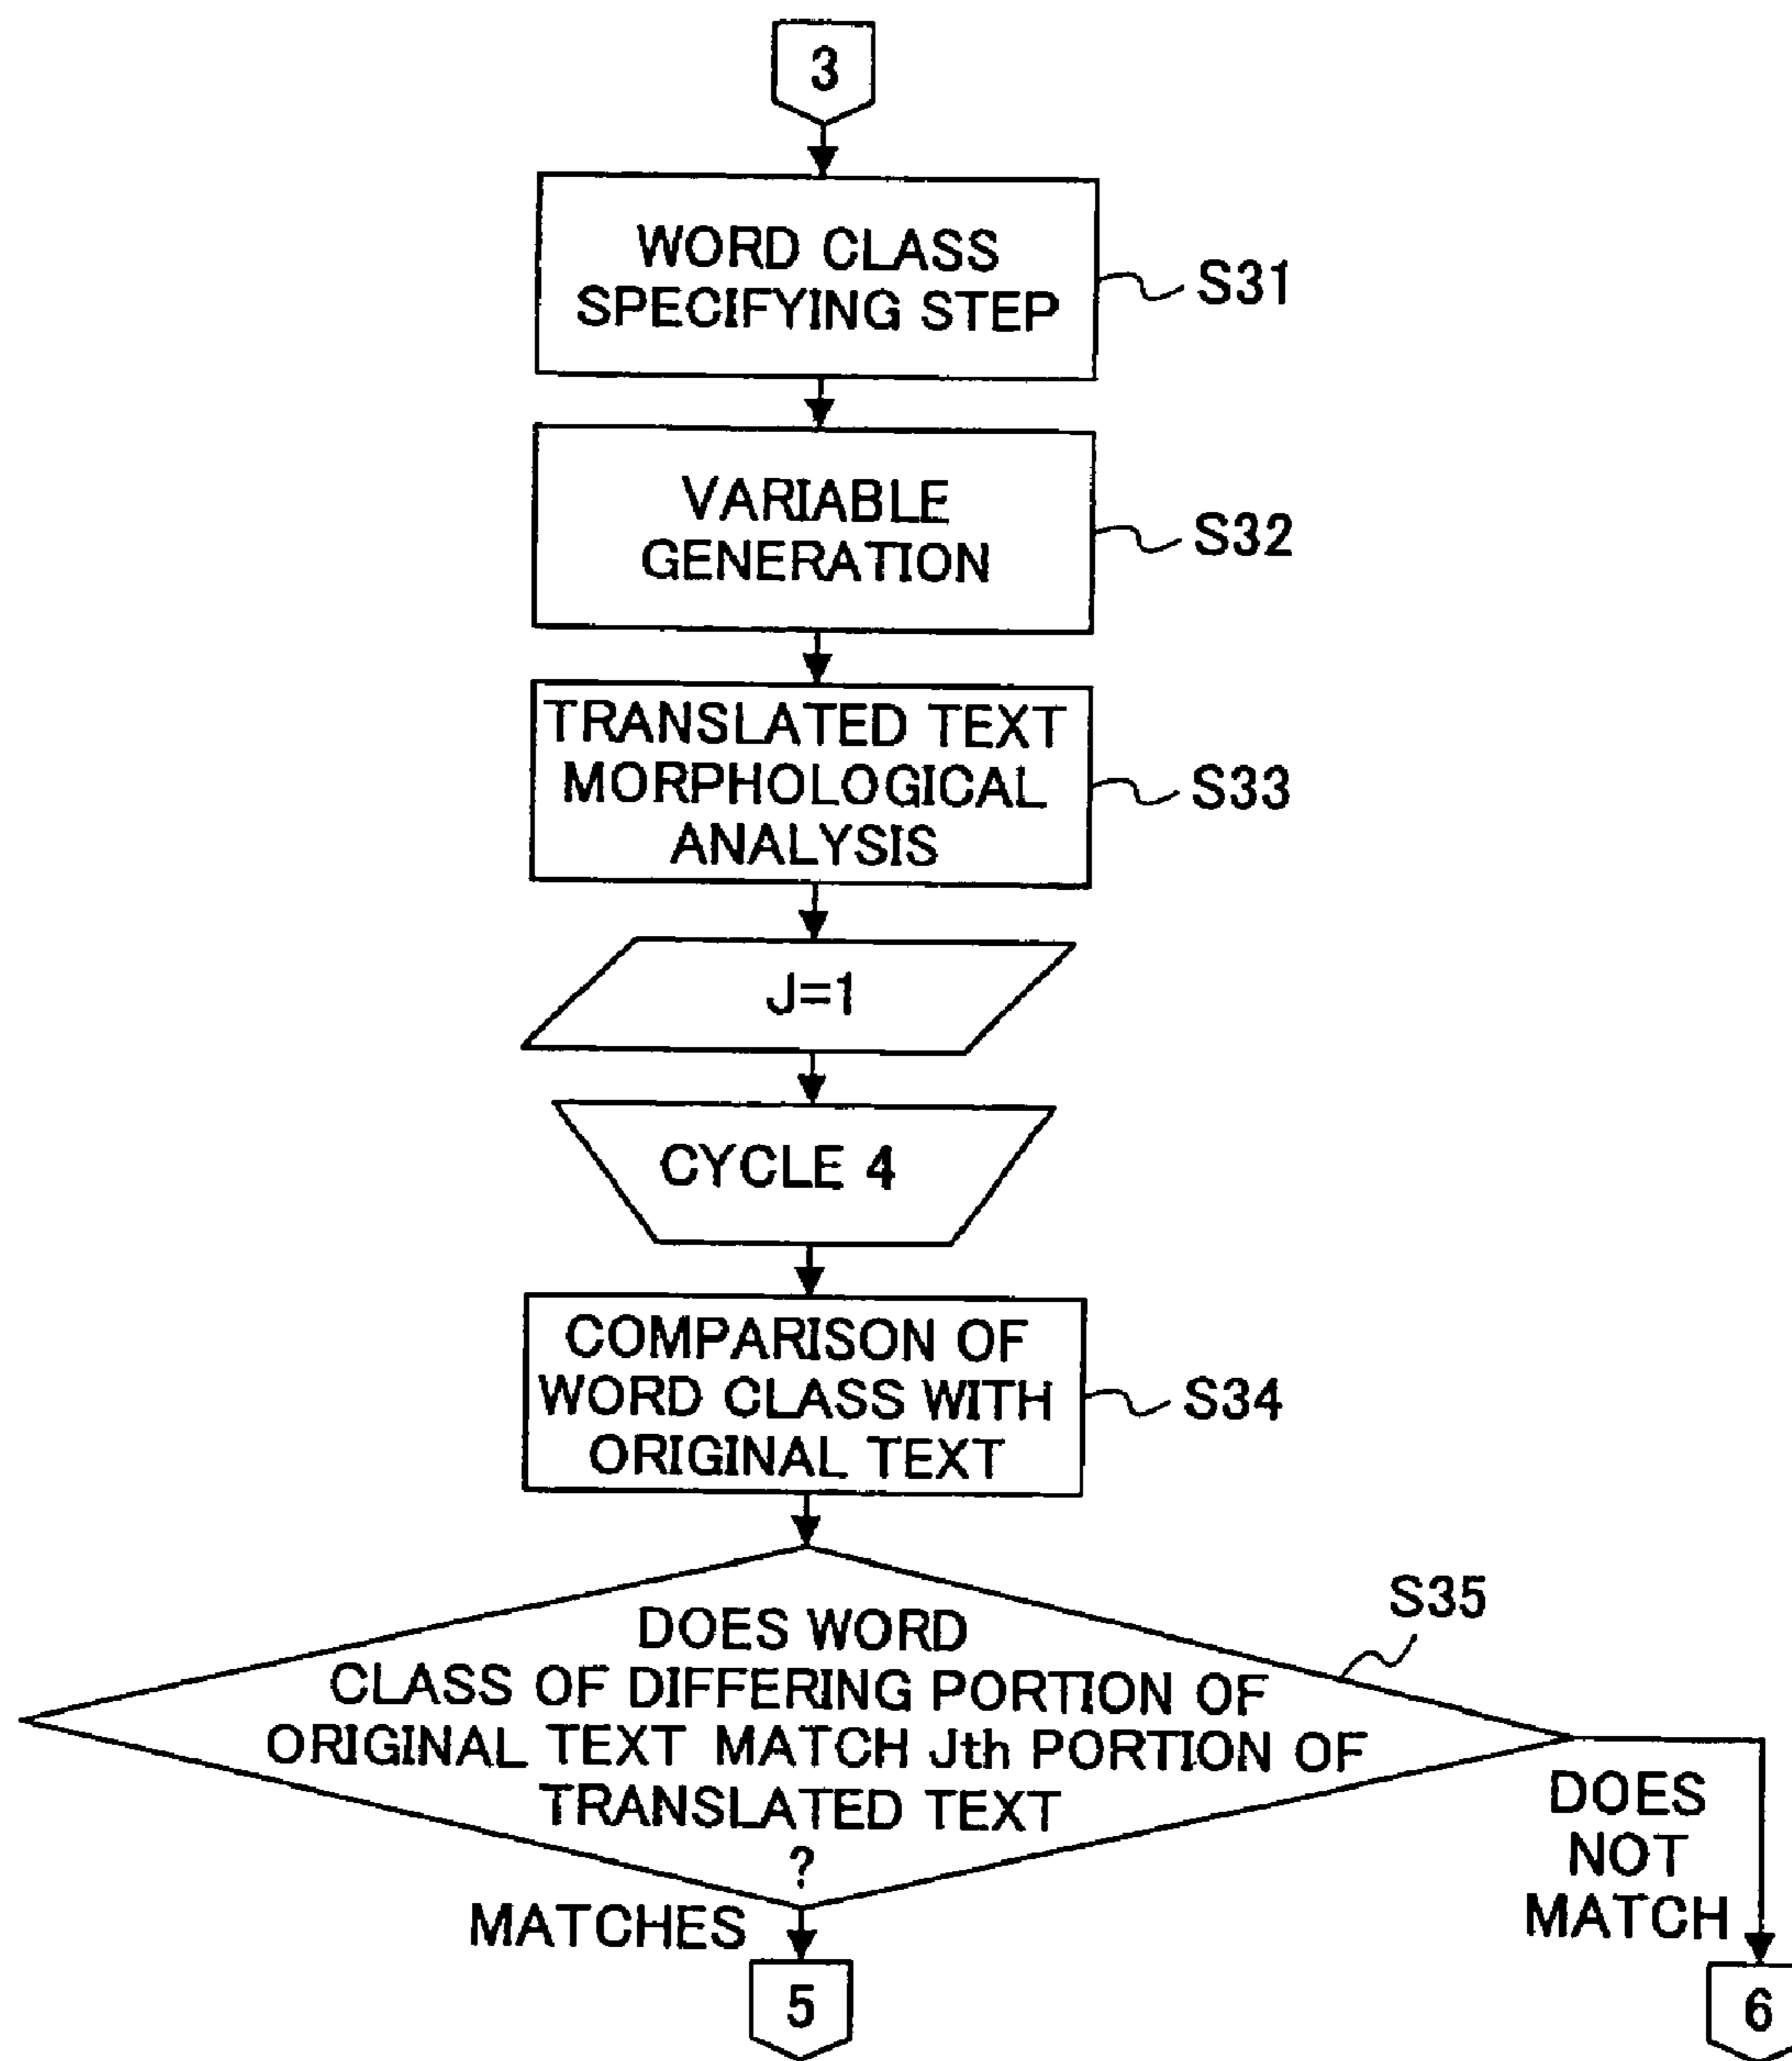 3
WORD CLASS
SPECIFYING STEP
S31
VARIABLE
GENERATION
S32
TRANSLATED TEXT
MORPHOLOGICAL
ANALYSIS
S33
J=1
CYCLE 4
COMPARISON OF
WORD CLASS WITH
ORIGINAL TEXT
S34
S35
DOES WORD
CLASS OF DIFFERING PORTION OF
ORIGINAL TEXT MATCH Jth PORTION OF
TRANSLATED TEXT
?
MATCHES
DOES
NOT
MATCH
5
6